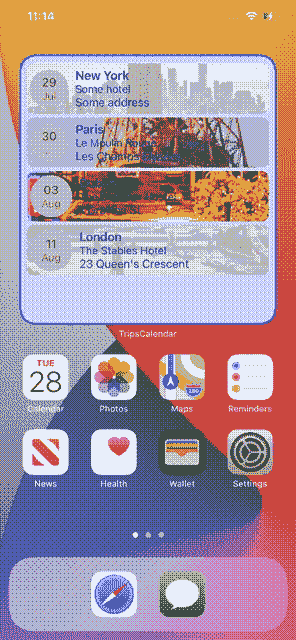 11:14
29
Jul
New York
Some hotel
Some address
30
Paris
Le Moulin
Les Champs
03
Aug
11
Aug
London
The Stables Hotel
23 Queen's Crescent
TripsCalendar
TUE
28
Calendar
Photos
Maps
280
Reminders
News
Health
Wallet
Settings